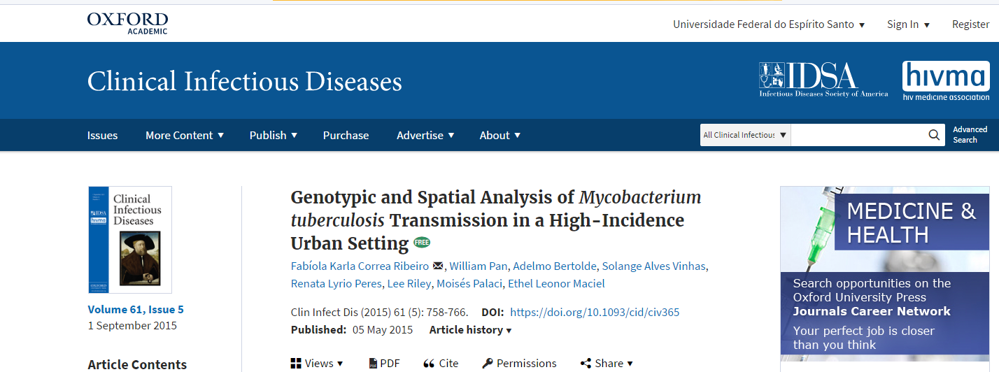 OXFORD
ACADEMIC
Universidade Federal do Espírito Santo ▼ Sign In ▼ Register
Clinical Infectious Diseases
IDSA
Infectious Diseases Society of America
hivma
hiv medicine association
Issues More Content ▼ Publish ▼ Purchase Advertise ▼ About ▼
All Clinical Infectious ▼
Advanced
Search
Clinical
Infectious
Diseases
IDSA
hivma
OXFORD
Volume 61, Issue 5
1 September 2015
Article Contents
Genotypic and Spatial Analysis of Mycobacterium
tuberculosis Transmission in a High-Incidence
Urban Setting FREE
Fabíola Karla Correa Ribeiro, William Pan, Adelmo Bertolde, Solange Alves Vinhas,
Renata Lyrio Peres, Lee Riley, Moisés Palaci, Ethel Leonor Maciel
Clin Infect Dis (2015) 61 (5): 758-766. DOI: https://doi.org/10.1093/cid/civ365
Published: 05 May 2015 Article history ▼
Views ▼ PDF Cite Permissions Share ▼
MEDICINE &
HEALTH
Search opportunities on the
Oxford University Press
Journals Career Network
Your perfect job is closer
than you think